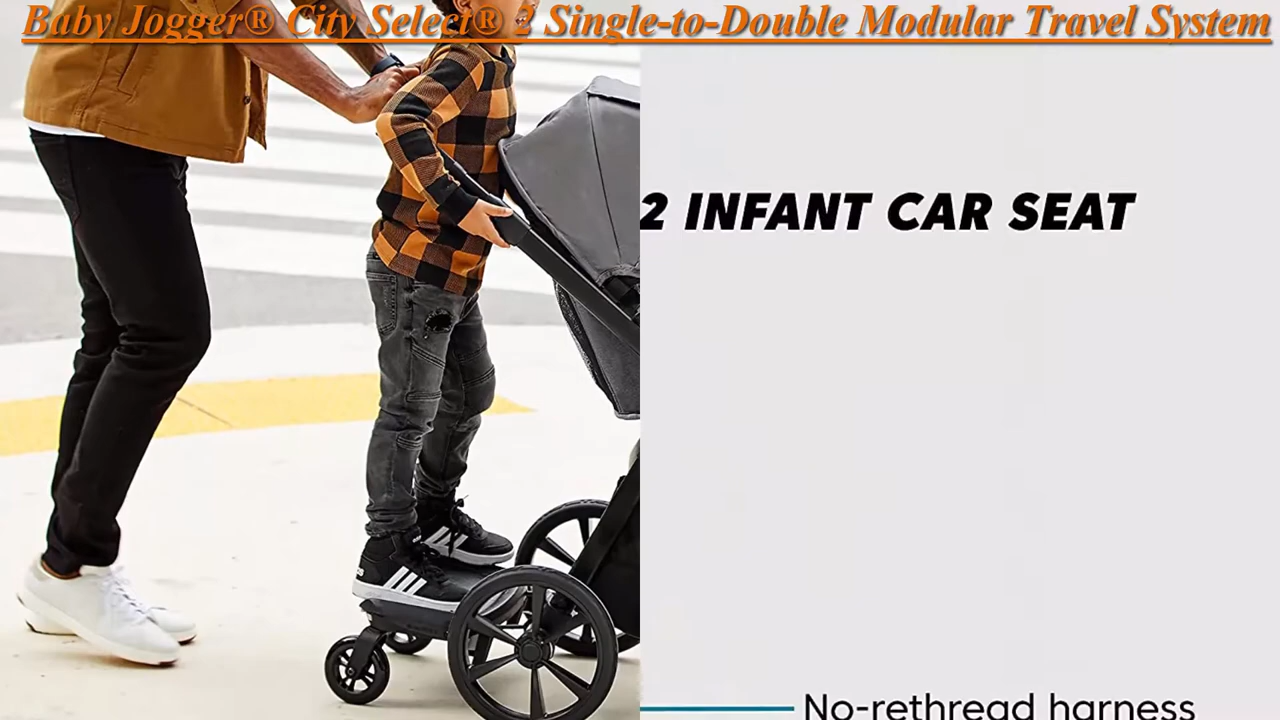 Baby Jogger® City Select® 2 Single-to-Double Modular Travel System
2 INFANT CAR SEAT
No-rethread harness